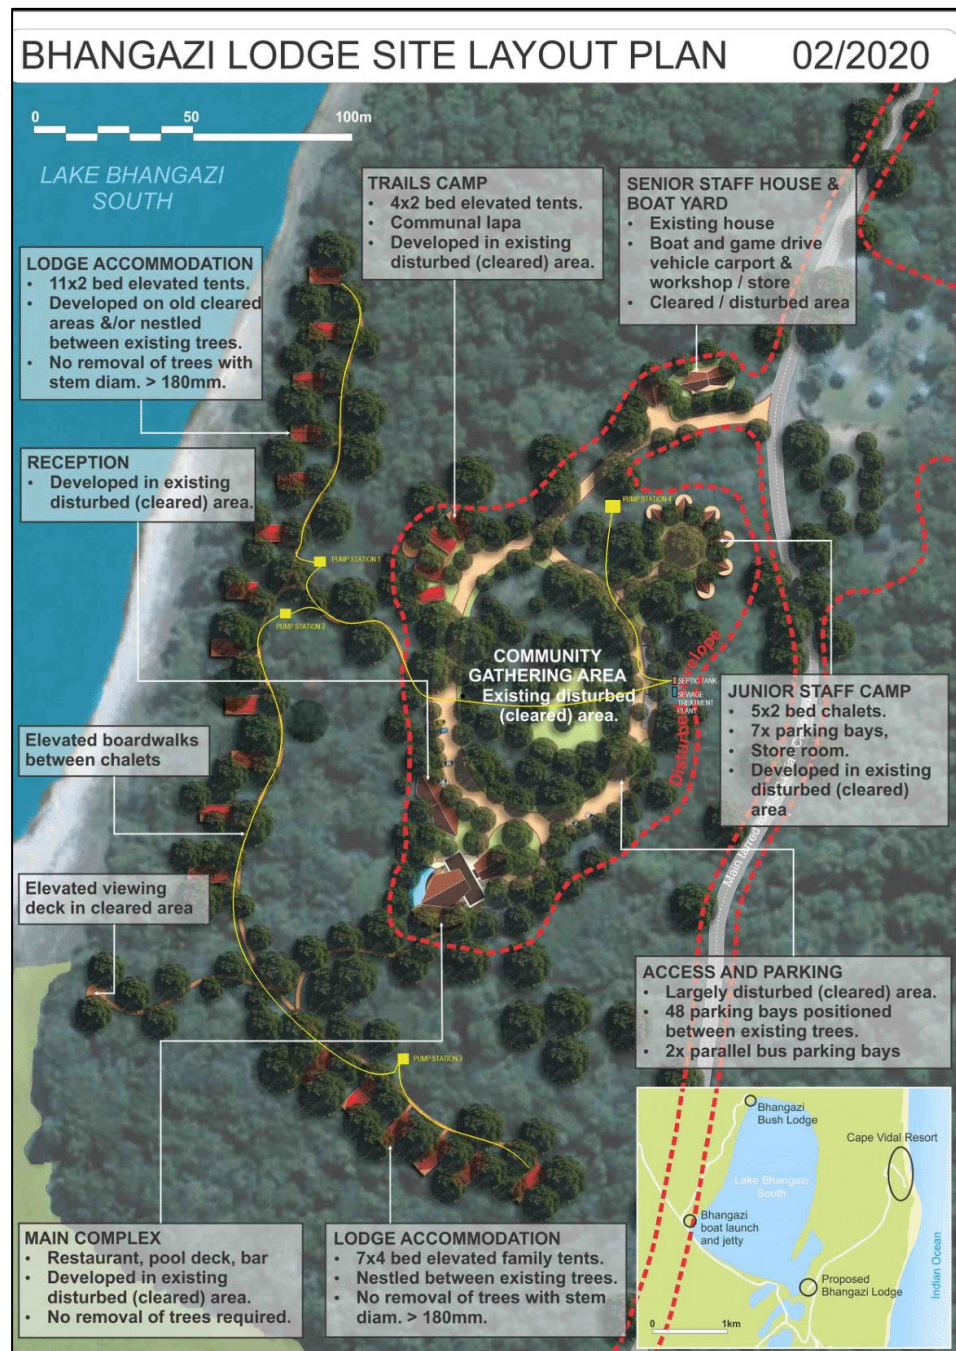 BHANGAZI LODGE SITE LAYOUT PLAN 02/2020
0 50 100m
LAKE BHANGAZI
SOUTH
TRAILS CAMP
• 4x2 bed elevated tents.
• Communal lapa
• Developed in existing
disturbed (cleared) area.
SENIOR STAFF HOUSE &
BOAT YARD
• Existing house
• Boat and game drive
vehicle carport &
workshop / store
• Cleared / disturbed area
LODGE ACCOMMODATION
• 11x2 bed elevated tents.
• Developed on old cleared
areas &/or nestled
between existing trees.
• No removal of trees with
stem diam. > 180mm.
RECEPTION
• Developed in existing
disturbed (cleared) area.
PUMP STATION 4
PUMP STATION 1
PUMP STATION 2
COMMUNITY
GATHERING AREA
• Existing disturbed
(cleared) area.
SEPTIC TANK
SEWAGE
TREATMENT
PLANT
JUNIOR STAFF CAMP
• 5x2 bed chalets.
• 7x parking bays,
• Store room.
• Developed in existing
disturbed (cleared)
area
Main tarred
Elevated boardwalks
between chalets
Elevated viewing
deck in cleared area
ACCESS AND PARKING
• Largely disturbed (cleared) area.
• 48 parking bays positioned
between existing trees.
• 2x parallel bus parking bays
PUMP STATION 3
MAIN COMPLEX
• Restaurant, pool deck, bar
• Developed in existing
disturbed (cleared) area.
• No removal of trees required.
LODGE ACCOMMODATION
• 7x4 bed elevated family tents.
• Nestled between existing trees.
• No removal of trees with stem
diam. > 180mm.
Bhangazi
Bush Lodge
Cape Vidal Resort
Lake Bhangazi
South
Bhangazi
boat launch
and jetty
Proposed
Bhangazi Lodge
Indian Ocean
0 1km